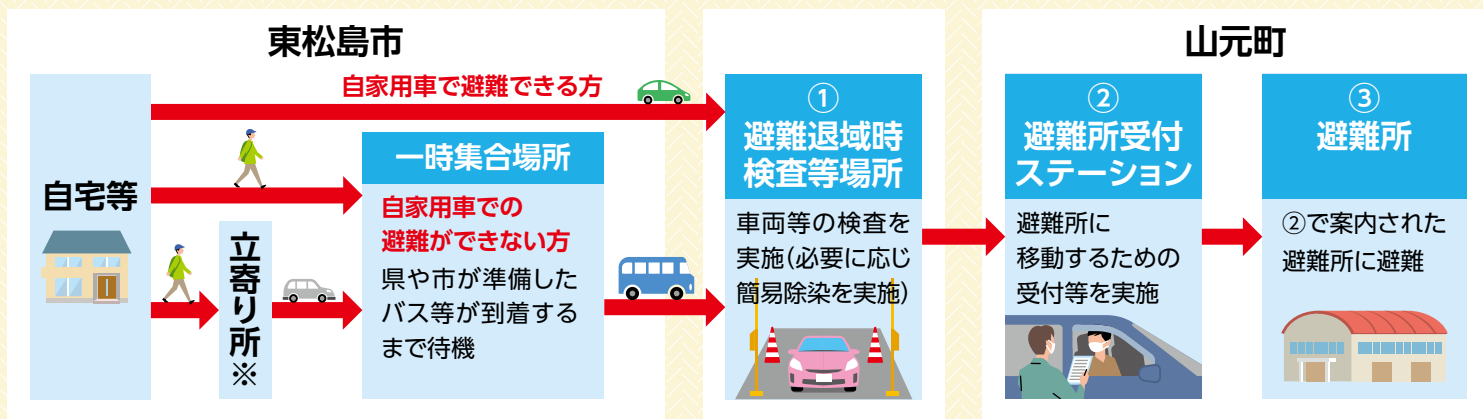 東松島市
自宅等
自家用車で避難できる方
一時集合場所
自家用車での
避難ができない方
県や市が準備した
バス等が到着する
まで待機
立寄り所※
①
避難退域時
検査等場所
車両等の検査を
実施(必要に応じ
簡易除染を実施)
山元町
②
避難所受付
ステーション
避難所に
移動するための
受付等を実施
③
避難所
②で案内された
避難所に避難